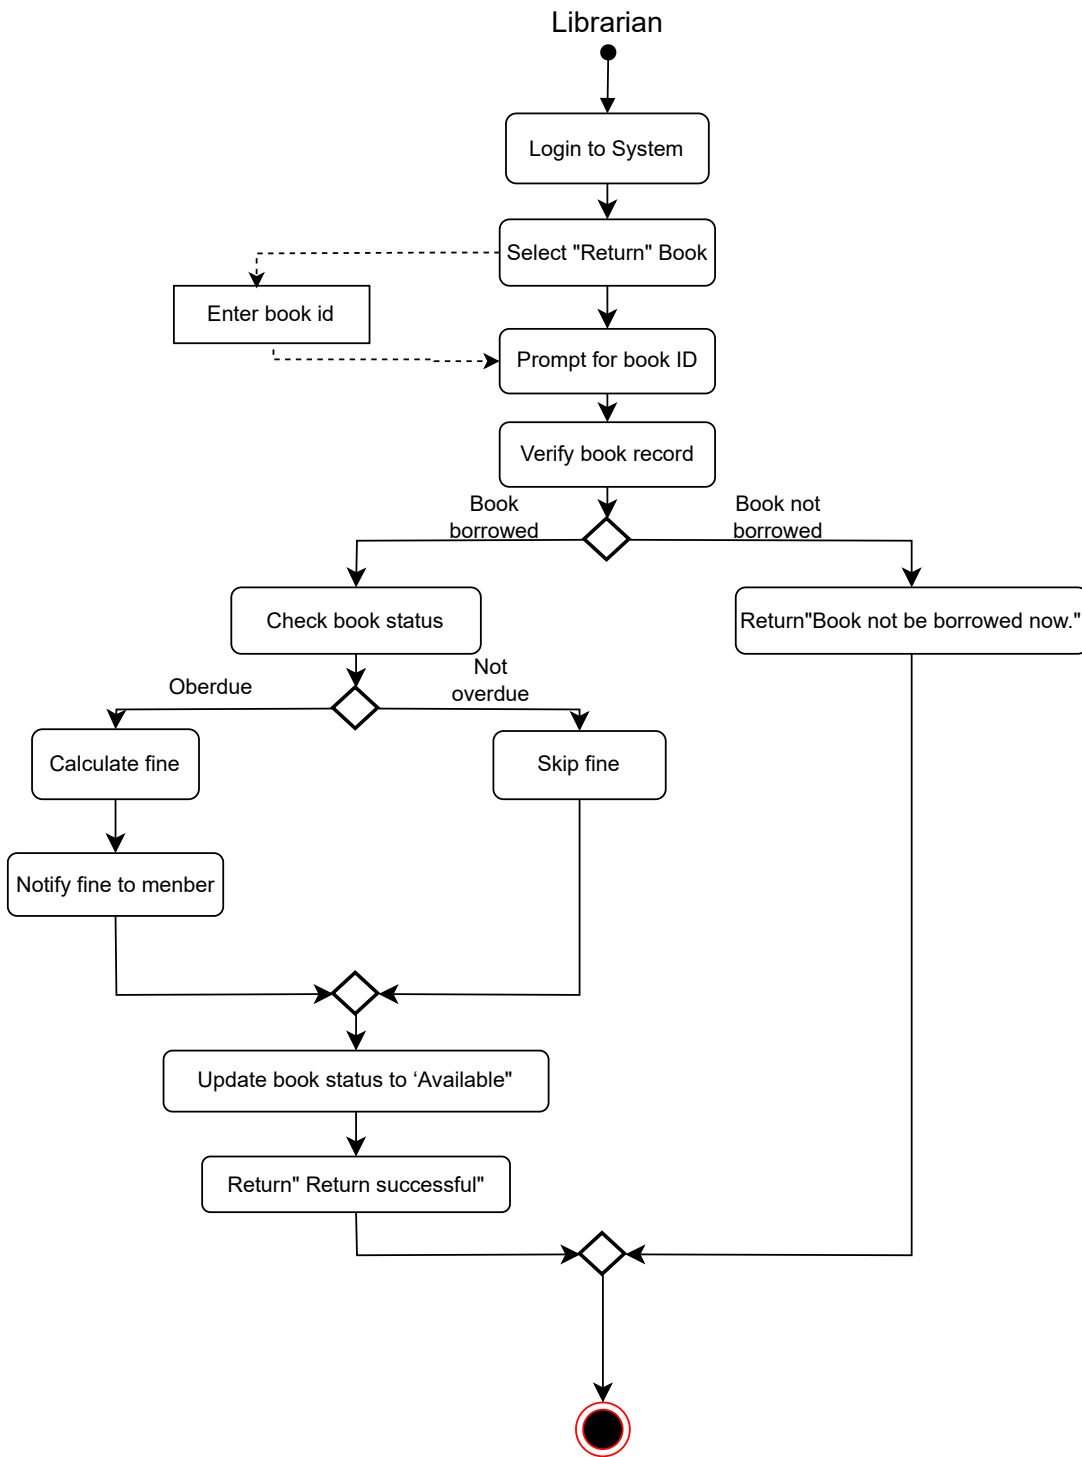 Librarian
Login to System
Select "Return" Book
Enter book id
Prompt for book ID
Verify book record
Book
borrowed
Book not
borrowed
Check book status
Return"Book not be borrowed now."
Oberdue
Not
overdue
Calculate fine
Skip fine
Notify fine to menber
Update book status to ‘Available"
Return" Return successful"